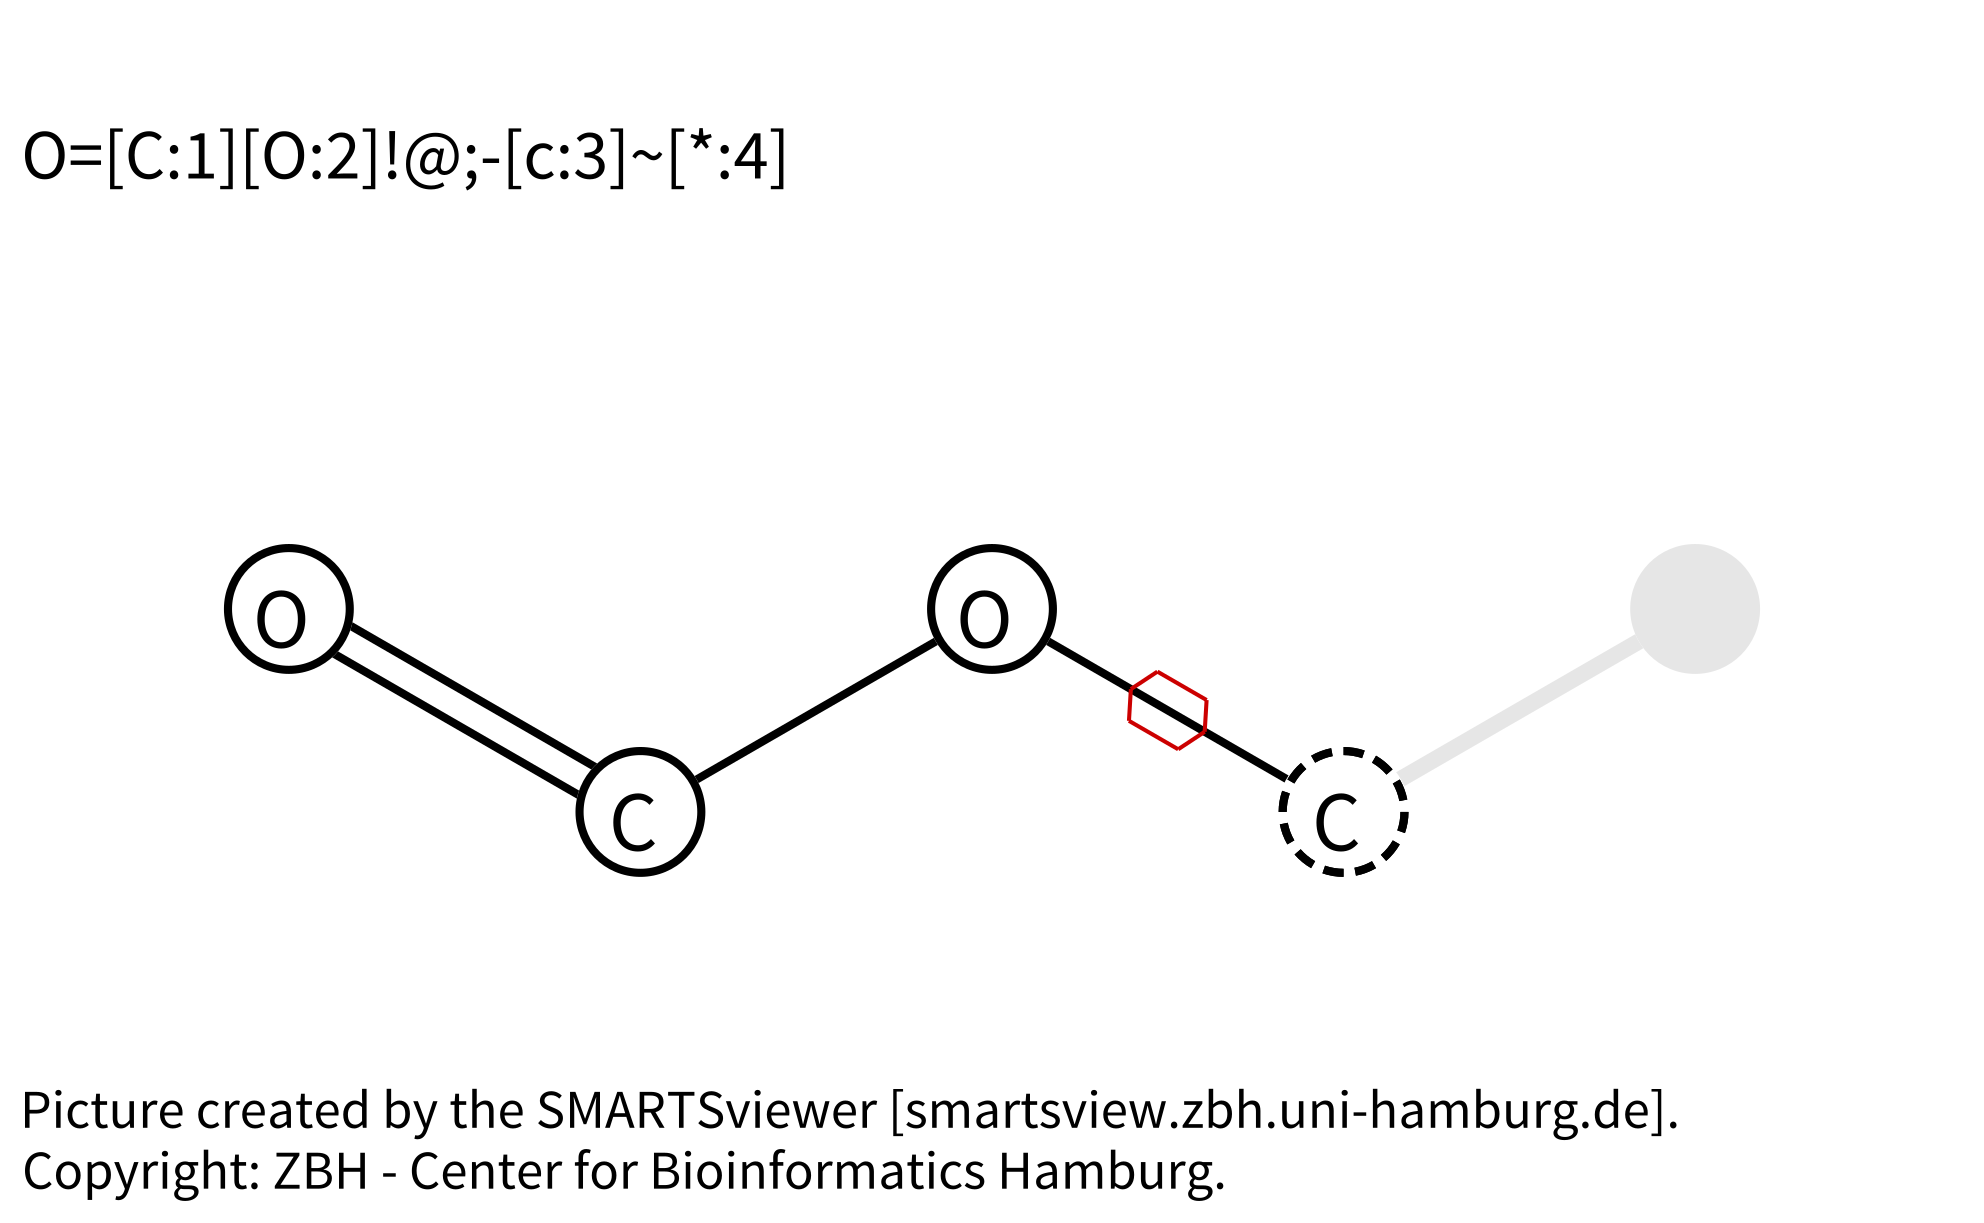 O=[C:1][O:2]!@;-[c:3]~[*:4]
O
O
C
C
Picture created by the SMARTSviewer [smartsview.zbh.uni-hamburg.de].
Copyright: ZBH - Center for Bioinformatics Hamburg.